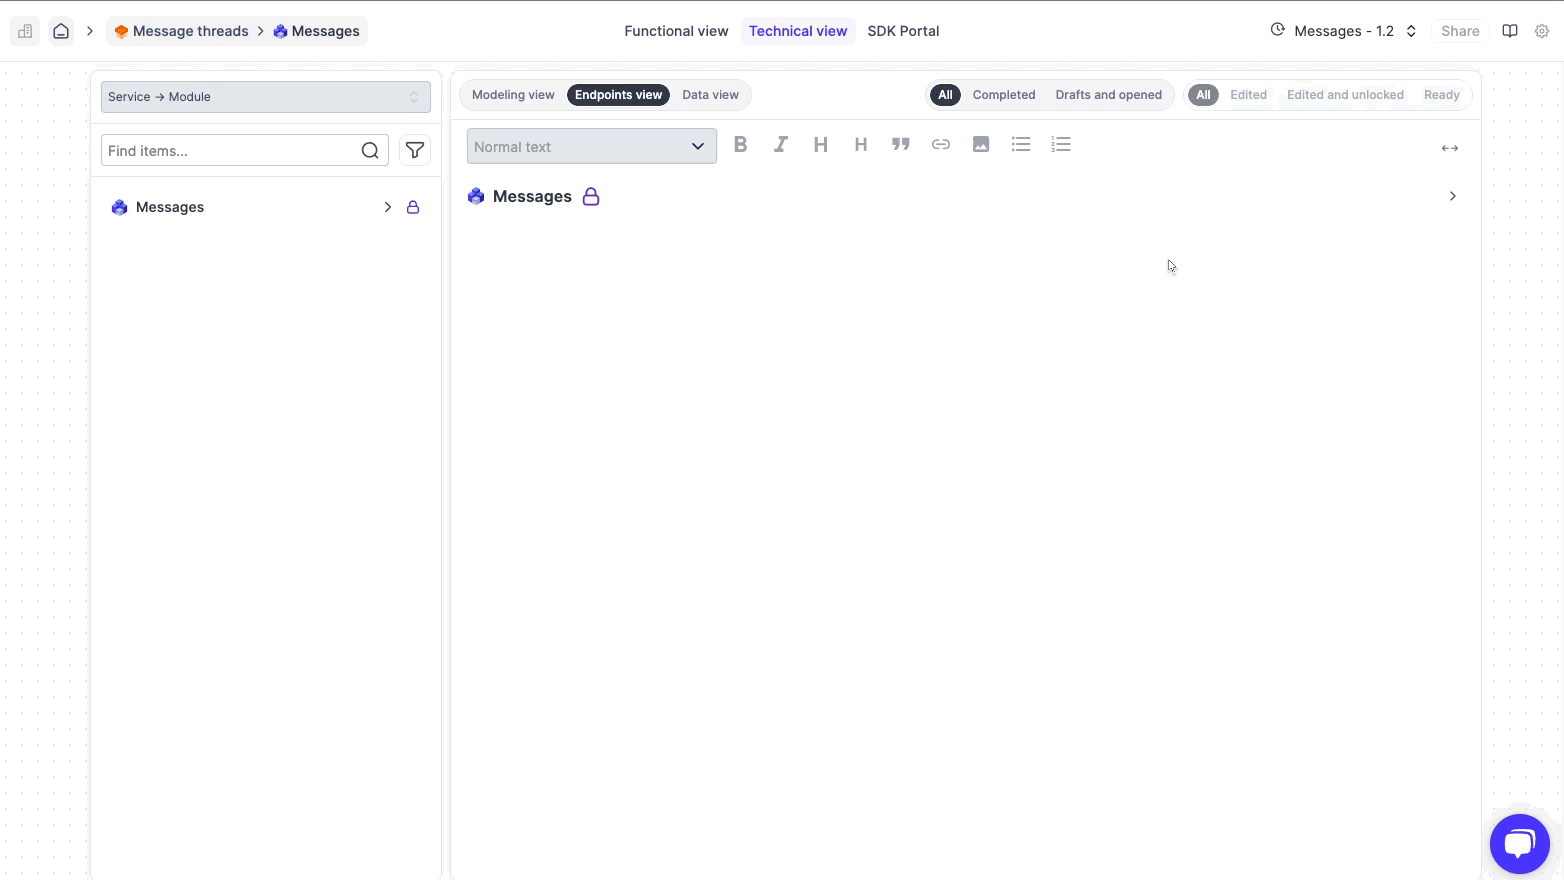 Message threads > Messages
Functional view
Technical view
SDK Portal
Messages - 1.2
Share
Service → Module
Find items...
Messages
Modeling view
Endpoints view
Data view
All
Completed
Drafts and opened
All
Edited
Edited and unlocked
Ready
Normal text
B
I
H
H
Messages